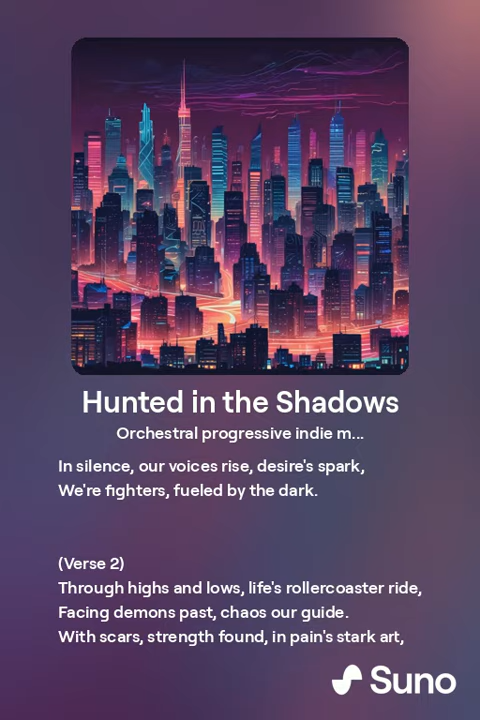 Hunted in the Shadows
Orchestral progressive indie m...
In silence, our voices rise, desire's spark,
We're fighters, fueled by the dark.
(Verse 2)
Through highs and lows, life's rollercoaster ride,
Facing demons past, chaos our guide.
With scars, strength found, in pain's stark art,
Suno